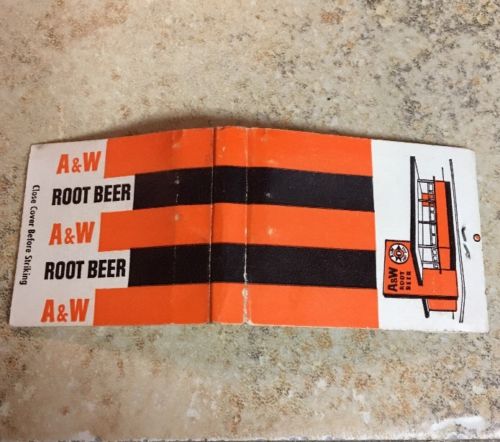 A&W
ROOT BEER
A&W
ROOT BEER
A&W
Close Cover Before Striking
A&W
ROOT
BEER